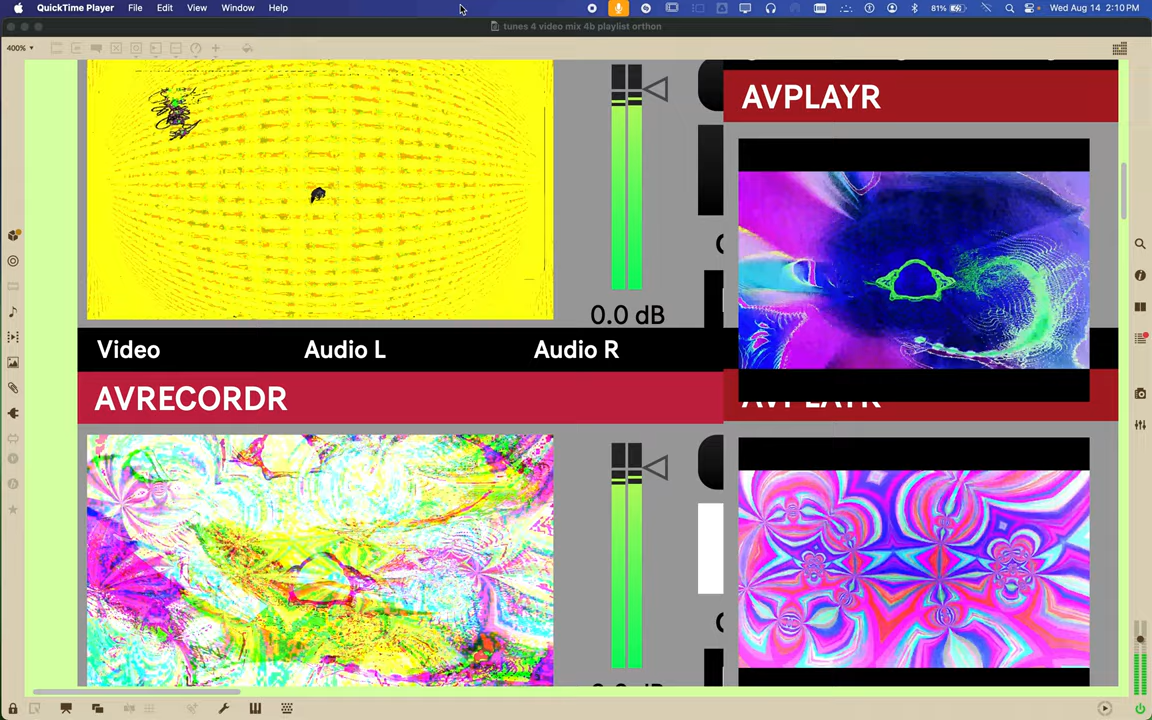 QuickTime Player File Edit View Window Help 81% Wed Aug 14 2:10 PM
tunes 4 video mix 4b playlist orthon
400%
AVPLAYR
0.0 dB
Video Audio L Audio R
AVRECORDR
AVPLAYR